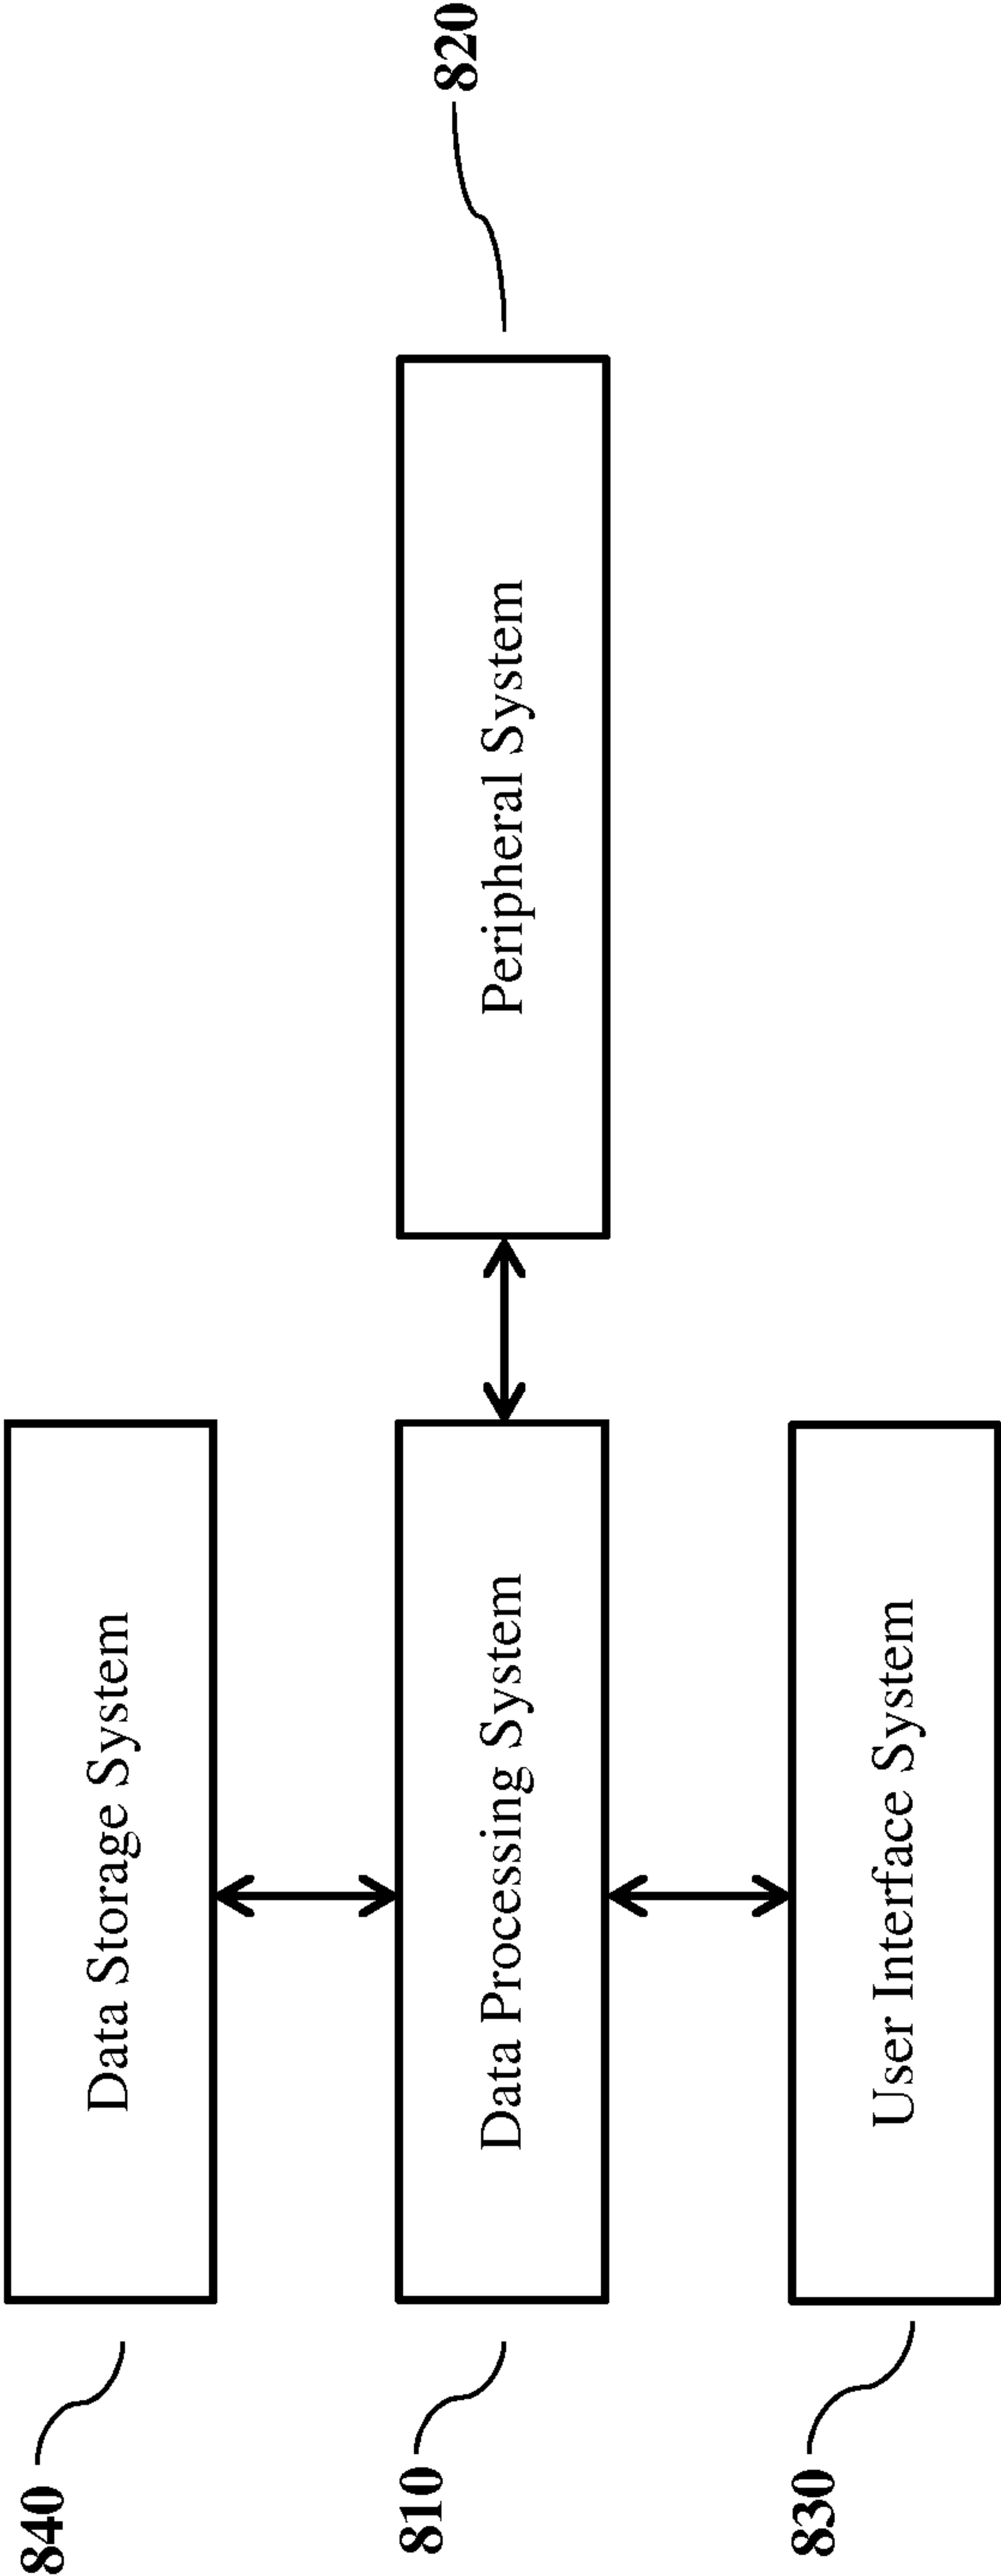 840
Data Storage System
810
Data Processing System
Peripheral System
820
830
User Interface System